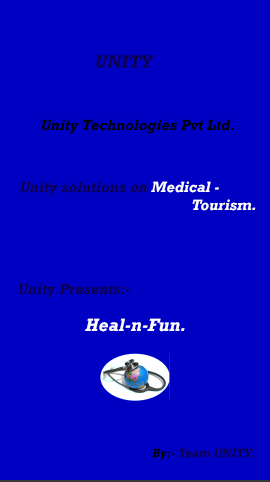 UNITY
Unity Technologies Pvt Ltd.
Unity solutions on Medical -
Tourism.
Unity Presents:-
Heal-n-Fun.
By:- Team UNITY.